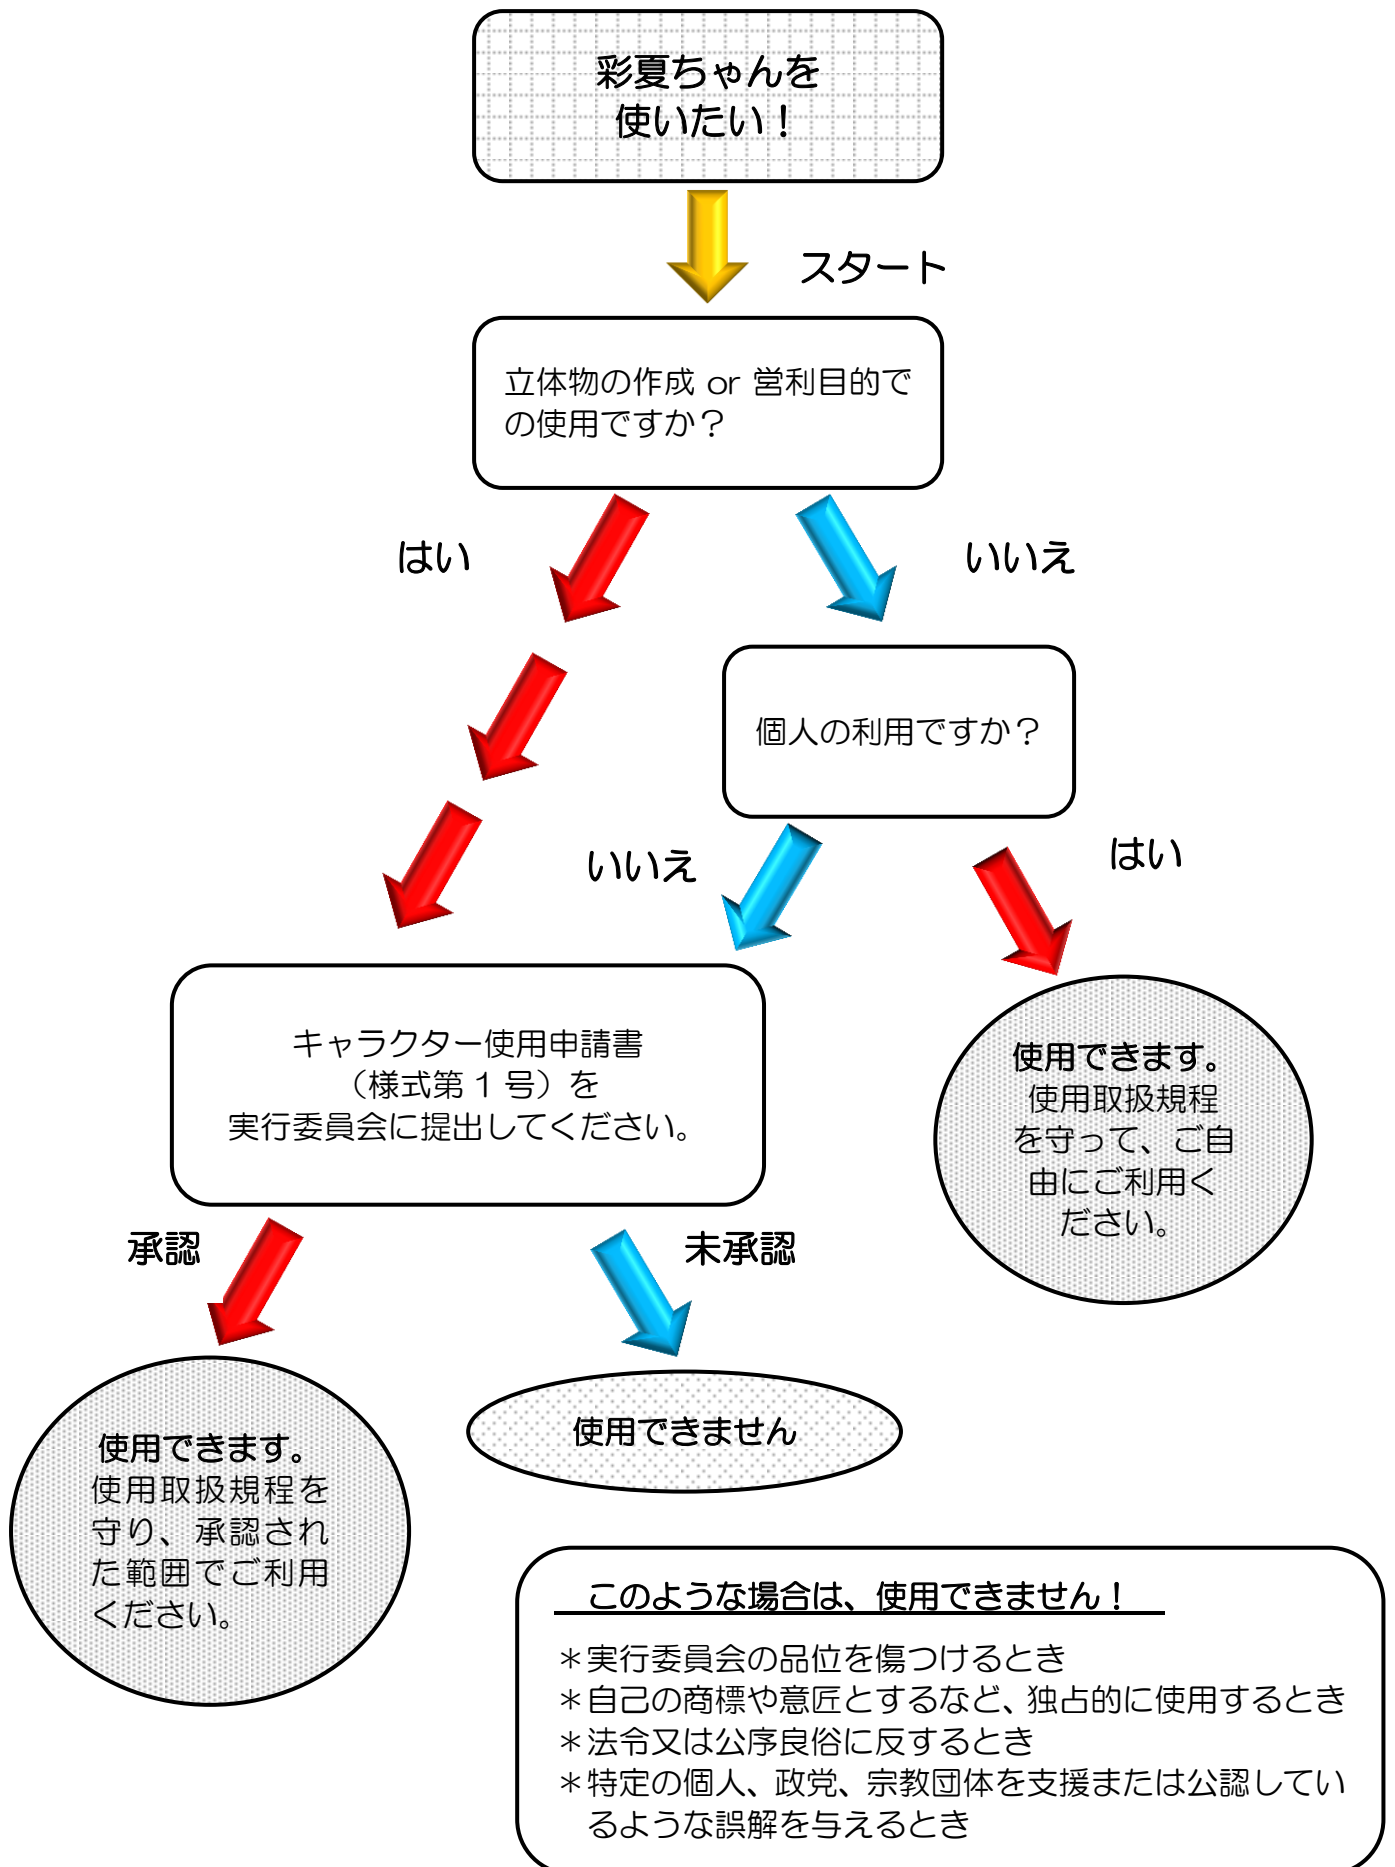 彩夏ちゃんを
使いたい！
スタート
立体物の作成 or 営利目的で
の使用ですか？
はい
いいえ
個人の利用ですか？
いいえ
はい
キャラクター使用申請書
（様式第 1 号）を
実行委員会に提出してください。
使用できます。
使用取扱規程
を守って、ご自
由にご利用く
ださい。
承認
未承認
使用できません
使用できます。
使用取扱規程を
守り、承認され
た範囲でご利用
ください。
このような場合は、使用できません！
＊実行委員会の品位を傷つけるとき
＊自己の商標や意匠とするなど、独占的に使用するとき
＊法令又は公序良俗に反するとき
＊特定の個人、政党、宗教団体を支援または公認してい
るような誤解を与えるとき